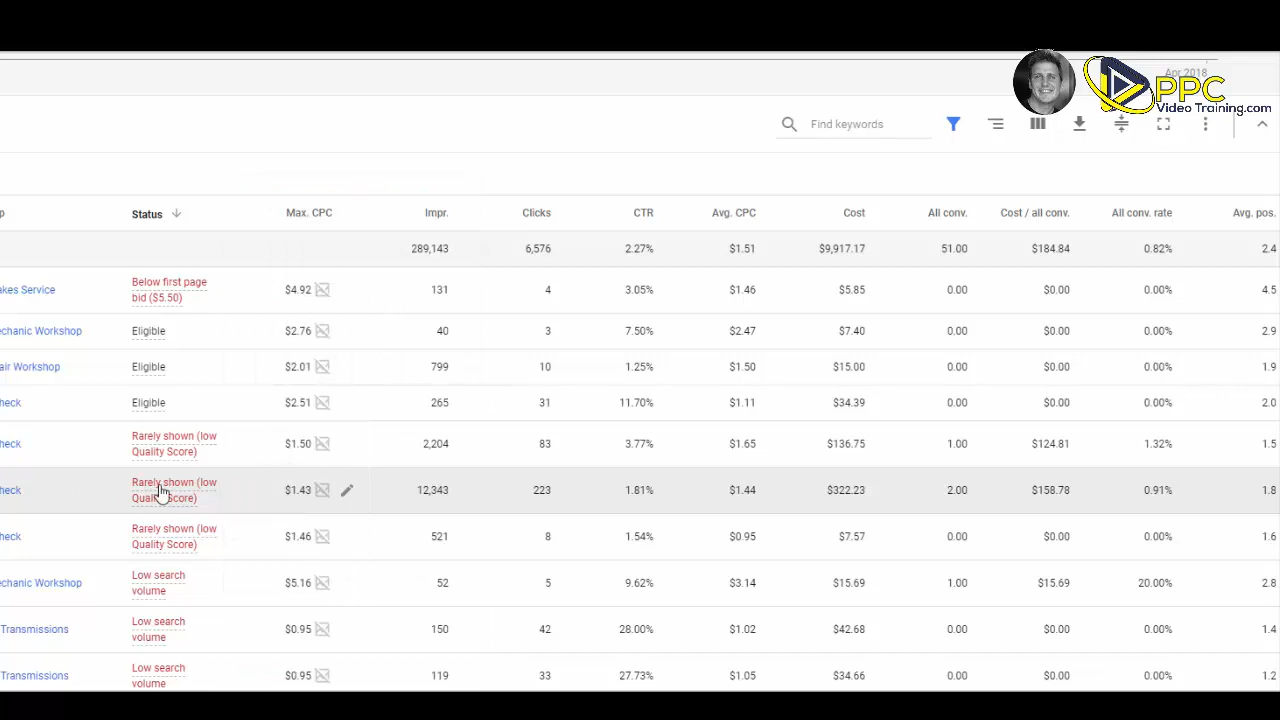 Apr 2018
PPC
Video Training.com
Find keywords
Status Max. CPC Impr. Clicks CTR Avg. CPC Cost All conv. Cost / all conv. All conv. rate Avg. pos.
289,143 6,576 2.27% $1.51 $9,917.17 51.00 $184.84 0.82% 2.4
Below first page
akes Service bid ($5.50) $4.92 131 4 3.05% $1.46 $5.85 0.00 $0.00 0.00% 4.5
echanic Workshop Eligible $2.76 40 3 7.50% $2.47 $7.40 0.00 $0.00 0.00% 2.9
air Workshop Eligible $2.01 799 10 1.25% $1.50 $15.00 0.00 $0.00 0.00% 1.9
heck Eligible $2.51 265 31 11.70% $1.11 $34.39 0.00 $0.00 0.00% 2.0
Rarely shown (low
heck Quality Score) $1.50 2,204 83 3.77% $1.65 $136.75 1.00 $124.81 1.32% 1.5
Rarely shown (low
heck Quality Score) $1.43 12,343 223 1.81% $1.44 $322.23 2.00 $158.78 0.91% 1.8
Rarely shown (low
heck Quality Score) $1.46 521 8 1.54% $0.95 $7.57 0.00 $0.00 0.00% 1.6
Low search
echanic Workshop volume $5.16 52 5 9.62% $3.14 $15.69 1.00 $15.69 20.00% 2.8
Low search
Transmissions volume $0.95 150 42 28.00% $1.02 $42.68 0.00 $0.00 0.00% 1.4
Low search
Transmissions volume $0.95 119 33 27.73% $1.05 $34.66 0.00 $0.00 0.00% 1.2